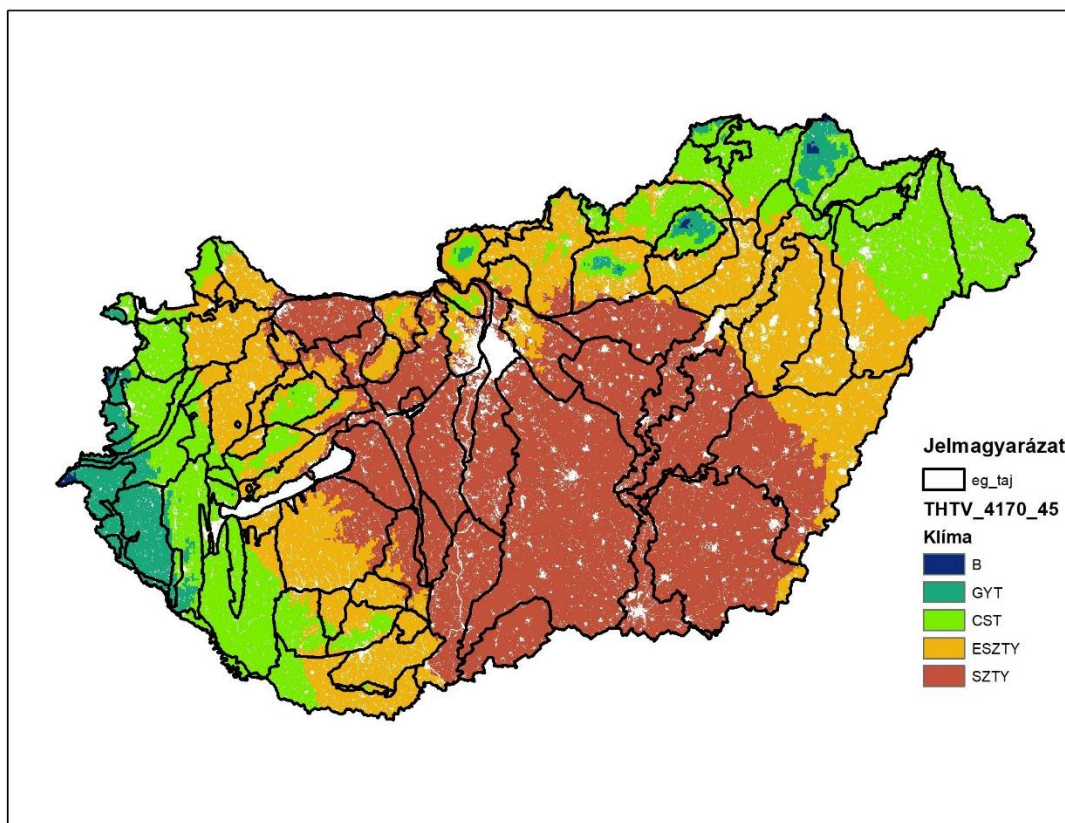 Jelmagyarázat
eg_taj
THTV_4170_45
Klíma
B
GYT
CST
ESZTY
SZTY